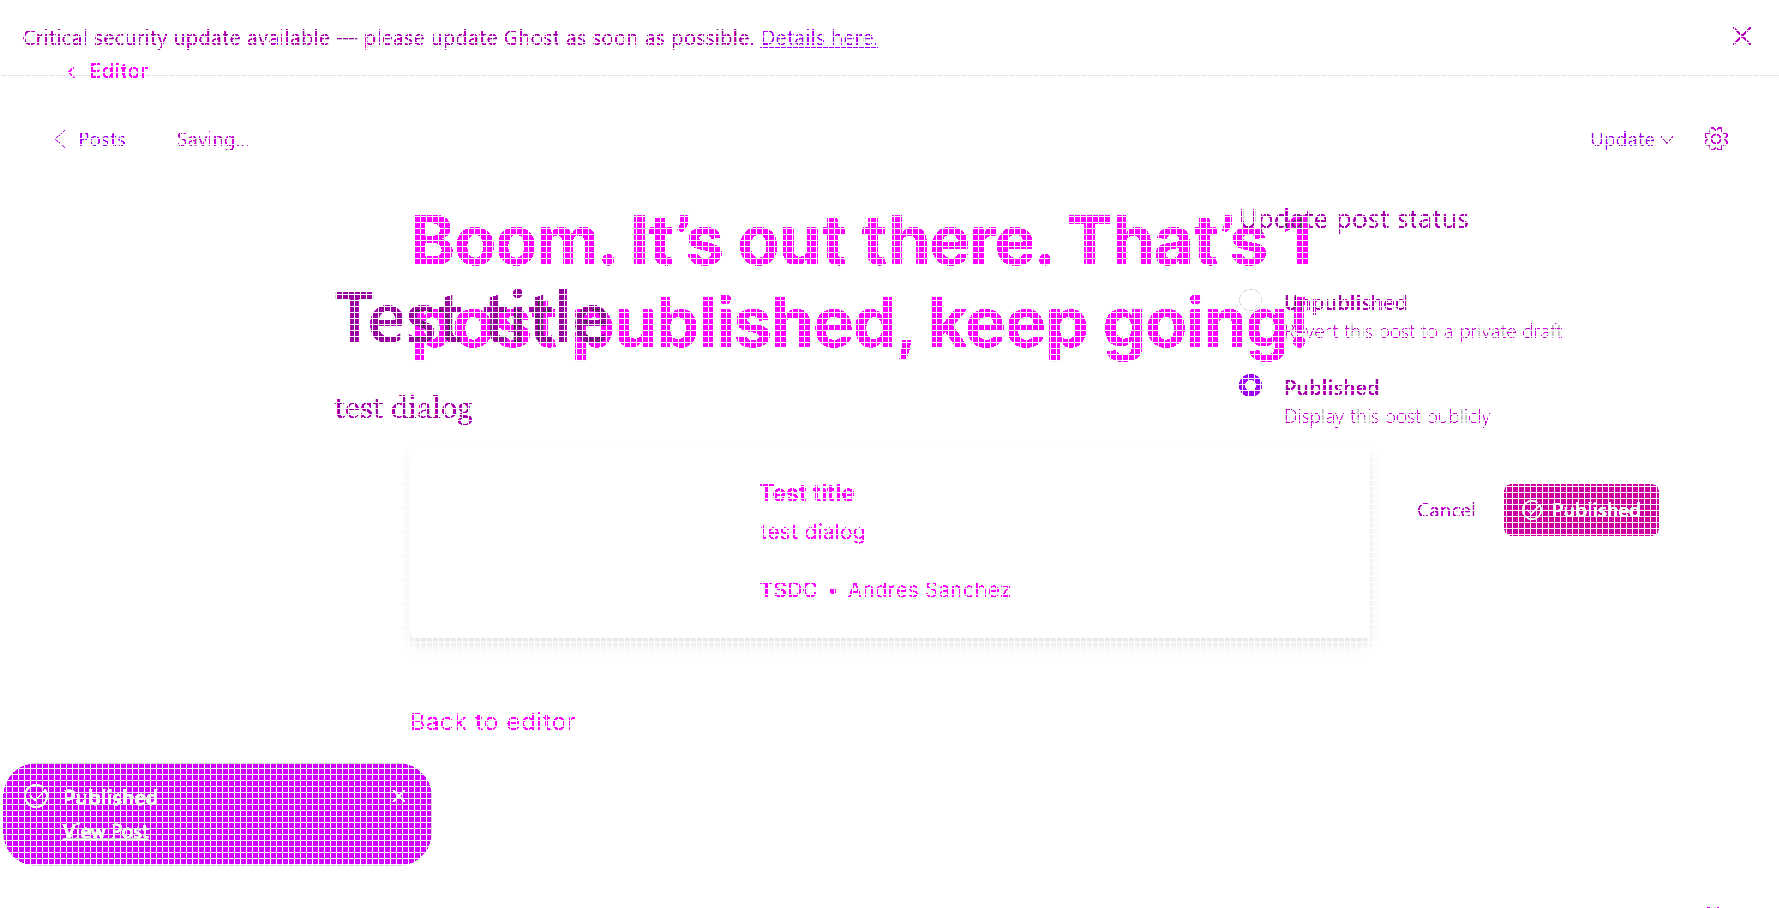 Critical security update available — please update Ghost as soon as possible. Details here.
Editor
Posts
Saving...
Update
Boom. It's out there. That's 1
post published, keep going!
Update post status
Test title
Unpublished
Revert this post to a private draft
test dialog
Published
Display this post publicly
Test title
test dialog
TSDC • Andres Sanchez
Cancel
Published
Back to editor
Published
View Post